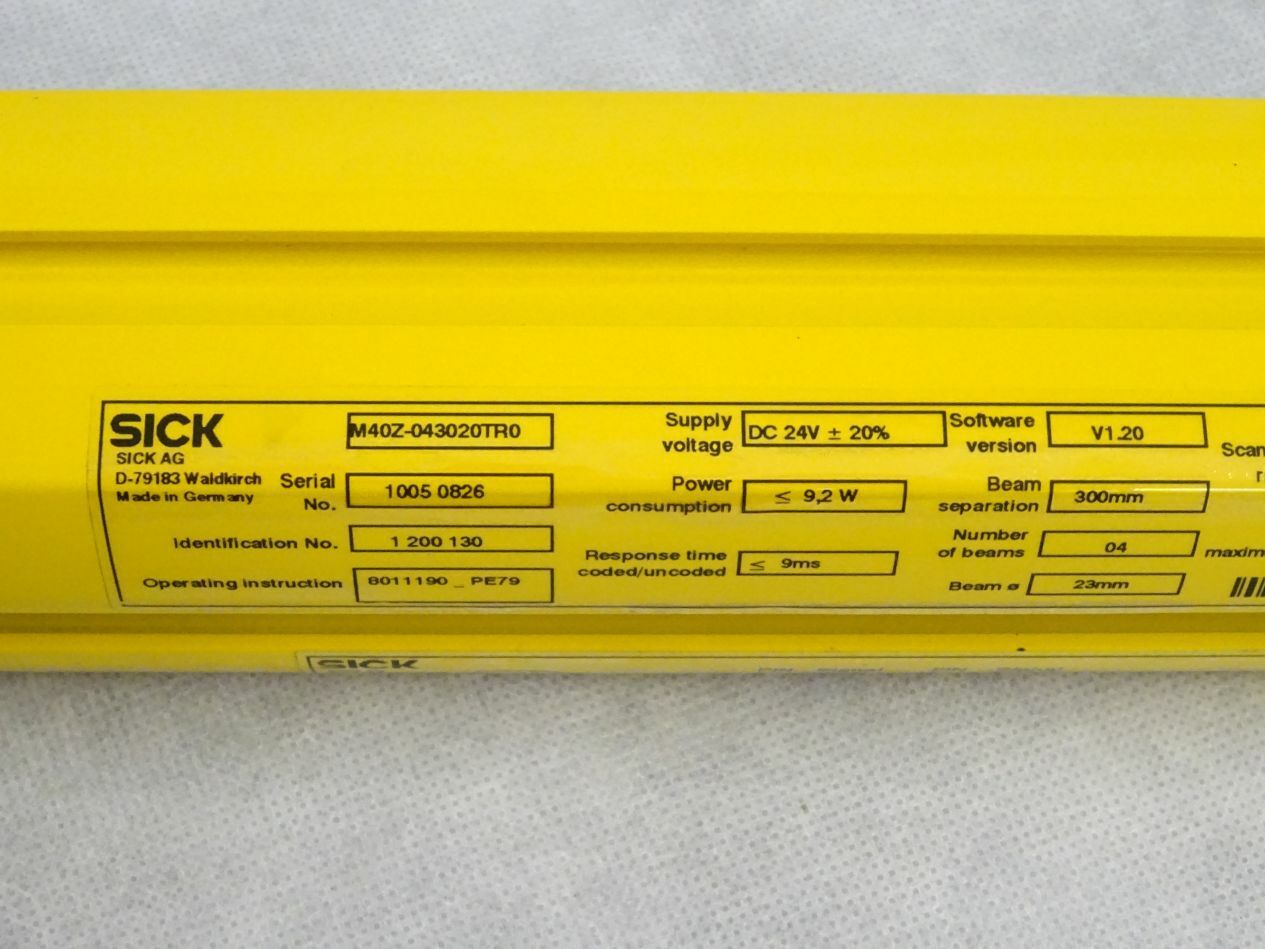 SICK
SICK AG
D-79183 Waldkirch
Made in Germany
M40Z-043020TR0
Serial No. 1005 0826
Identification No. 1 200 130
Operating instruction 8011190 _ PE79
Supply voltage DC 24V ± 20%
Power consumption ≤ 9,2 W
Response time coded/uncoded ≤ 9ms
Software version V1.20
Beam separation 300mm
Number of beams 04
Beam ø 23mm
Scan
r
maxim
SICK